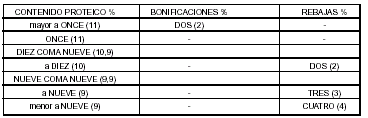 CONTENIDO PROTEICO % BONIFICACIONES % REBAJAS %
mayor a ONCE (11) DOS (2) -
ONCE (11) - -
DIEZ COMA NUEVE (10,9)
a DIEZ (10) - DOS (2)
NUEVE COMA NUEVE (9,9)
a NUEVE (9) - TRES (3)
menor a NUEVE (9) - CUATRO (4)